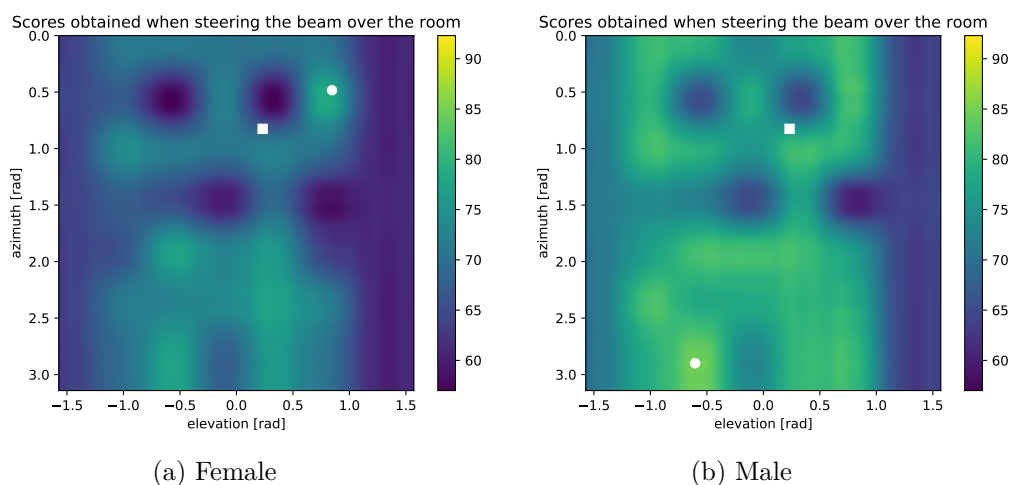 Scores obtained when steering the beam over the room
0.0
0.5
1.0
1.5
2.0
2.5
3.0
azimuth [rad]
−1.5 −1.0 −0.5 0.0 0.5 1.0 1.5
elevation [rad]
90
85
80
75
70
65
60
(a) Female
Scores obtained when steering the beam over the room
0.0
0.5
1.0
1.5
2.0
2.5
3.0
azimuth [rad]
−1.5 −1.0 −0.5 0.0 0.5 1.0 1.5
elevation [rad]
90
85
80
75
70
65
60
(b) Male